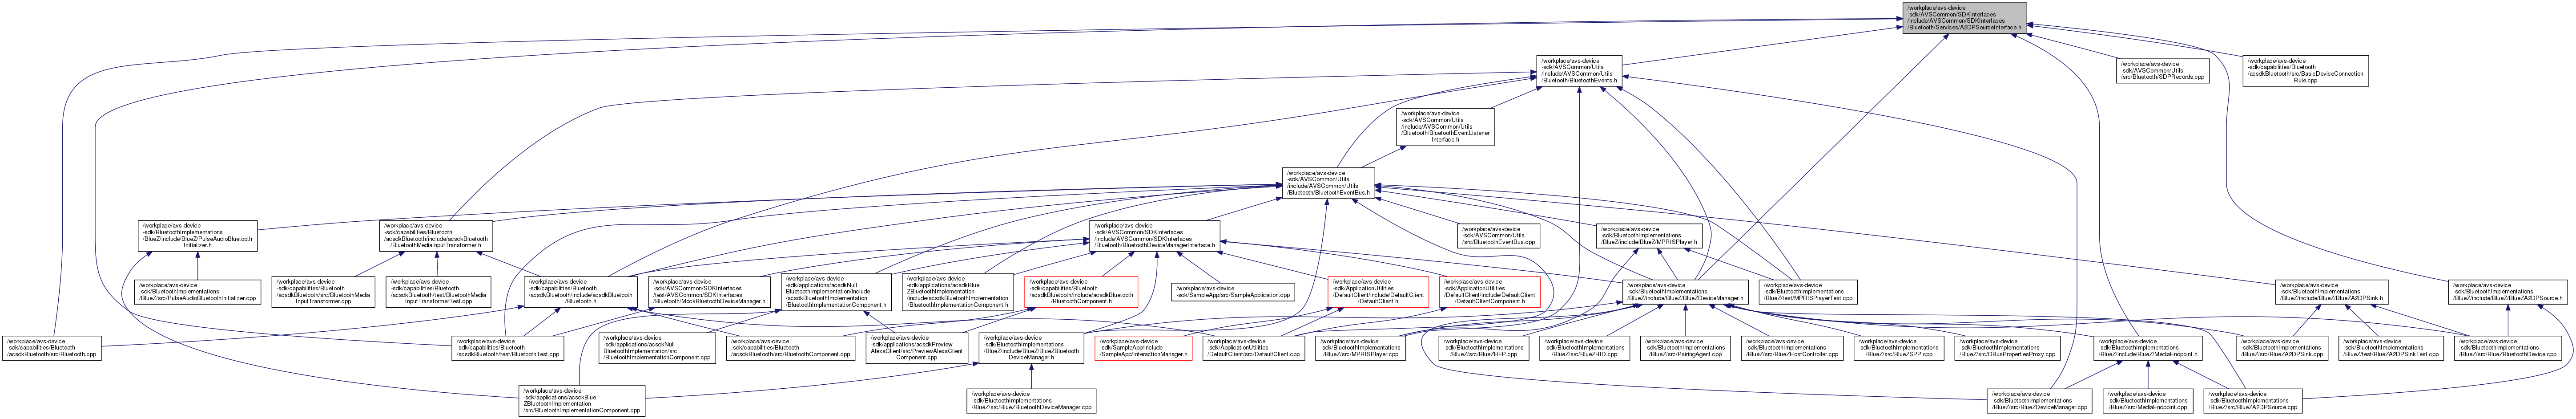 /workplace/avs-device
-sdk/AVSCommon/SDKInterfaces
/include/AVSCommon/SDKInterfaces
/Bluetooth/Services/A2DPSourceInterface.h
/workplace/avs-device
-sdk/AVSCommon/Utils
/include/AVSCommon/Utils
/Bluetooth/BluetoothEvents.h
/workplace/avs-device
-sdk/AVSCommon/Utils
/src/Bluetooth/SDPRecords.cpp
/workplace/avs-device
-sdk/capabilities/Bluetooth
/acsdkBluetooth/src/BasicDeviceConnection
Rule.cpp
/workplace/avs-device
-sdk/AVSCommon/Utils
/include/AVSCommon/Utils
/Bluetooth/BluetoothEventListener
Interface.h
/workplace/avs-device
-sdk/AVSCommon/Utils
/include/AVSCommon/Utils
/Bluetooth/BluetoothEventBus.h
/workplace/avs-device
-sdk/BluetoothImplementations
/BlueZ/include/BlueZ/PulseAudioBluetooth
Initializer.h
/workplace/avs-device
-sdk/capabilities/Bluetooth
/acsdkBluetooth/include/acsdkBluetooth
/BluetoothMediaInputTransformer.h
/workplace/avs-device
-sdk/AVSCommon/SDKInterfaces
/include/AVSCommon/SDKInterfaces
/Bluetooth/BluetoothDeviceManagerInterface.h
/workplace/avs-device
-sdk/AVSCommon/Utils
/src/BluetoothEventBus.cpp
/workplace/avs-device
-sdk/BluetoothImplementations
/BlueZ/include/BlueZ/MPRISPlayer.h
/workplace/avs-device
-sdk/BluetoothImplementations
/BlueZ/src/PulseAudioBluetoothInitializer.cpp
/workplace/avs-device
-sdk/capabilities/Bluetooth
/acsdkBluetooth/src/BluetoothMedia
InputTransformer.cpp
/workplace/avs-device
-sdk/capabilities/Bluetooth
/acsdkBluetooth/test/BluetoothMedia
InputTransformerTest.cpp
/workplace/avs-device
-sdk/capabilities/Bluetooth
/acsdkBluetooth/include/acsdkBluetooth
/Bluetooth.h
/workplace/avs-device
-sdk/AVSCommon/SDKInterfaces
/test/AVSCommon/SDKInterfaces
/Bluetooth/MockBluetoothDeviceManager.h
/workplace/avs-device
-sdk/applications/acsdkNull
BluetoothImplementation/include
/acsdkBluetoothImplementation
/BluetoothImplementationComponent.h
/workplace/avs-device
-sdk/applications/acsdkBlue
ZBluetoothImplementation
/include/acsdkBluetoothImplementation
/BluetoothImplementationComponent.h
/workplace/avs-device
-sdk/capabilities/Bluetooth
/acsdkBluetooth/include/acsdkBluetooth
/BluetoothComponent.h
/workplace/avs-device
-sdk/SampleApp/src/SampleApplication.cpp
/workplace/avs-device
-sdk/ApplicationUtilities
/DefaultClient/include/DefaultClient
/DefaultClient.h
/workplace/avs-device
-sdk/ApplicationUtilities
/DefaultClient/include/DefaultClient
/DefaultClientComponent.h
/workplace/avs-device
-sdk/BluetoothImplementations
/BlueZ/include/BlueZ/BlueZDeviceManager.h
/workplace/avs-device
-sdk/BluetoothImplementations
/BlueZ/test/MPRISPlayerTest.cpp
/workplace/avs-device
-sdk/BluetoothImplementations
/BlueZ/include/BlueZ/BlueZA2DPSink.h
/workplace/avs-device
-sdk/BluetoothImplementations
/BlueZ/include/BlueZ/BlueZA2DPSource.h
/workplace/avs-device
-sdk/capabilities/Bluetooth
/acsdkBluetooth/src/Bluetooth.cpp
/workplace/avs-device
-sdk/capabilities/Bluetooth
/acsdkBluetooth/test/BluetoothTest.cpp
/workplace/avs-device
-sdk/applications/acsdkNull
BluetoothImplementation/src
/BluetoothImplementationComponent.cpp
/workplace/avs-device
-sdk/capabilities/Bluetooth
/acsdkBluetooth/src/BluetoothComponent.cpp
/workplace/avs-device
-sdk/applications/acsdkPreview
AlexaClient/src/PreviewAlexaClient
Component.cpp
/workplace/avs-device
-sdk/BluetoothImplementations
/BlueZ/include/BlueZ/BlueZBluetooth
DeviceManager.h
/workplace/avs-device
-sdk/SampleApp/include
/SampleApp/InteractionManager.h
/workplace/avs-device
-sdk/ApplicationUtilities
/DefaultClient/src/DefaultClient.cpp
/workplace/avs-device
-sdk/BluetoothImplementations
/BlueZ/src/MPRISPlayer.cpp
/workplace/avs-device
-sdk/BluetoothImplementations
/BlueZ/src/BlueZHFP.cpp
/workplace/avs-device
-sdk/BluetoothImplementations
/BlueZ/src/BlueZHID.cpp
/workplace/avs-device
-sdk/BluetoothImplementations
/BlueZ/src/PairingAgent.cpp
/workplace/avs-device
-sdk/BluetoothImplementations
/BlueZ/src/BlueZHostController.cpp
/workplace/avs-device
-sdk/BluetoothImplementations
/BlueZ/src/BlueZSPP.cpp
/workplace/avs-device
-sdk/BluetoothImplementations
/BlueZ/src/DBusPropertiesProxy.cpp
/workplace/avs-device
-sdk/BluetoothImplementations
/BlueZ/include/BlueZ/MediaEndpoint.h
/workplace/avs-device
-sdk/BluetoothImplementations
/BlueZ/src/BlueZA2DPSink.cpp
/workplace/avs-device
-sdk/BluetoothImplementations
/BlueZ/test/BlueZA2DPSinkTest.cpp
/workplace/avs-device
-sdk/BluetoothImplementations
/BlueZ/src/BlueZBluetoothDevice.cpp
/workplace/avs-device
-sdk/applications/acsdkBlue
ZBluetoothImplementation
/src/BluetoothImplementationComponent.cpp
/workplace/avs-device
-sdk/BluetoothImplementations
/BlueZ/src/BlueZBluetoothDeviceManager.cpp
/workplace/avs-device
-sdk/BluetoothImplementations
/BlueZ/src/BlueZDeviceManager.cpp
/workplace/avs-device
-sdk/BluetoothImplementations
/BlueZ/src/MediaEndpoint.cpp
/workplace/avs-device
-sdk/BluetoothImplementations
/BlueZ/src/BlueZA2DPSource.cpp